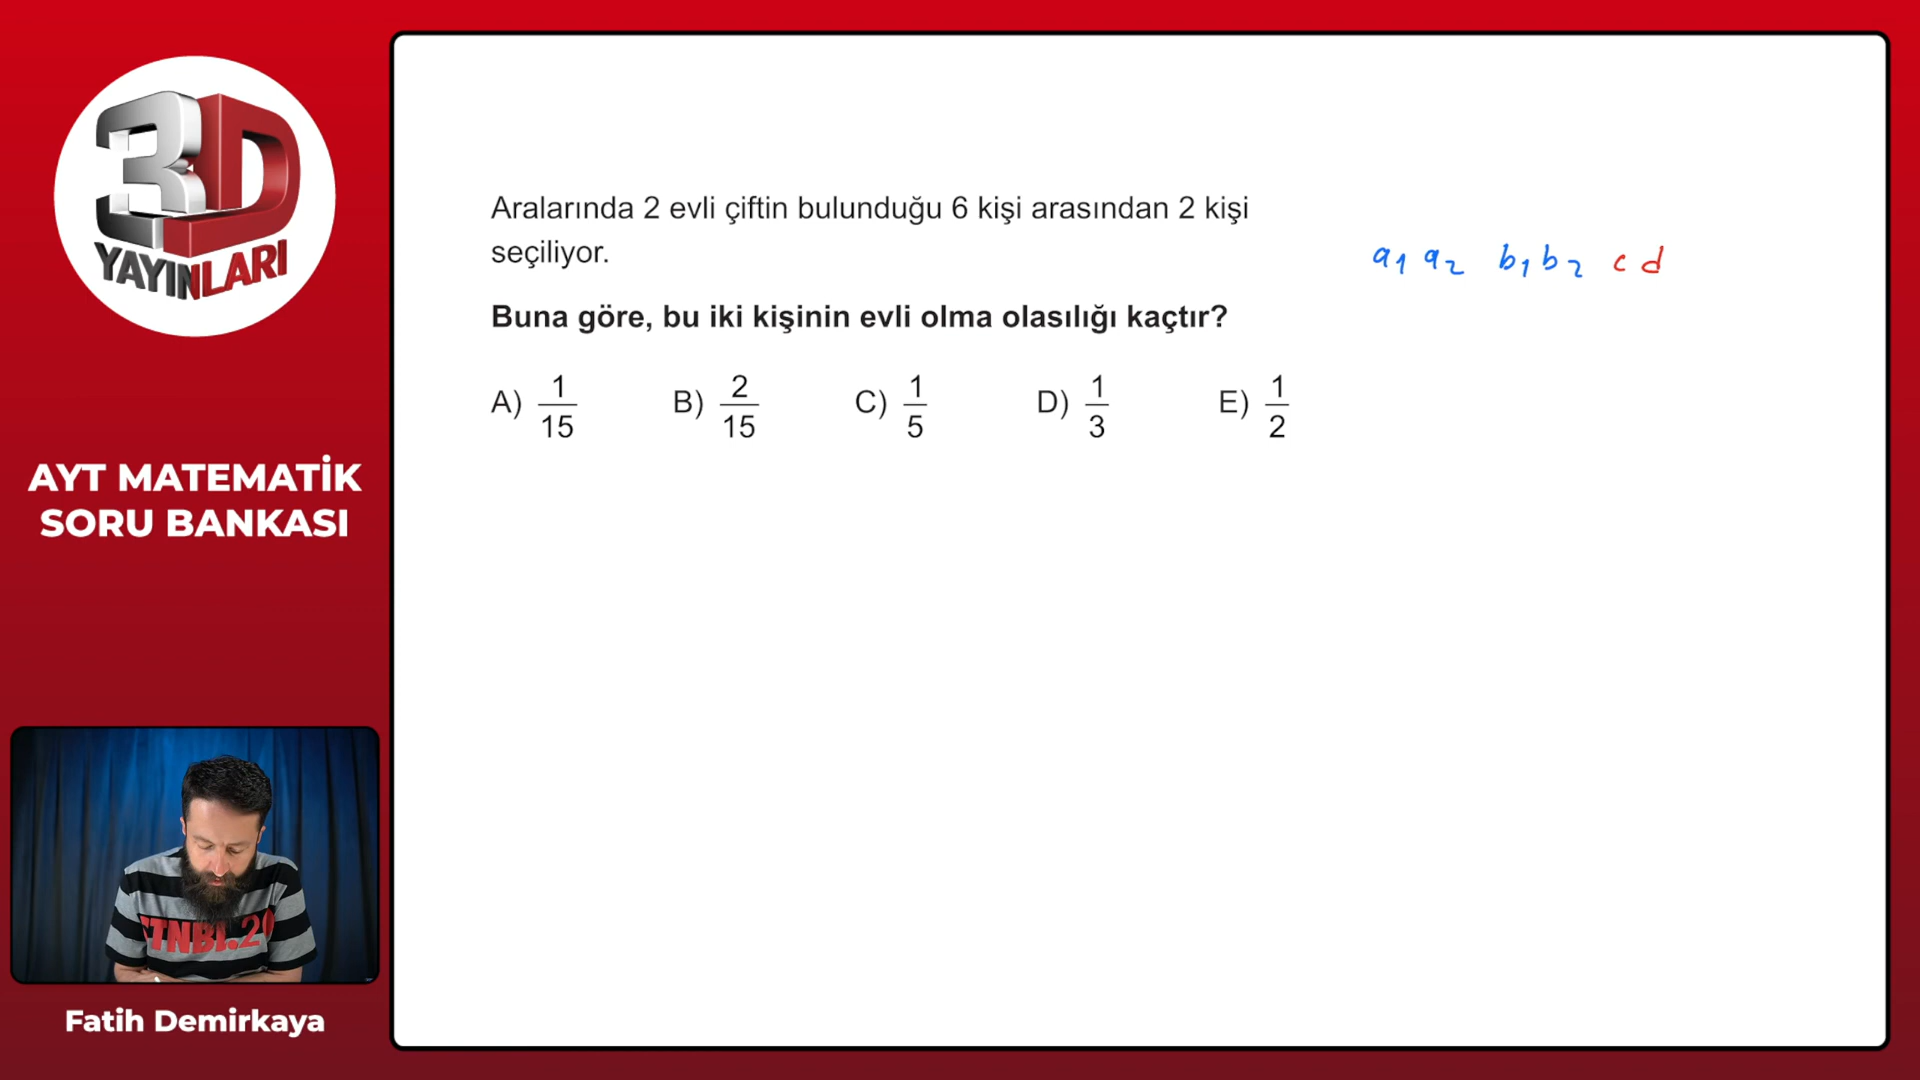 3D
YAYINLARI
AYT MATEMATİK
SORU BANKASI
Aralarında 2 evli çiftin bulunduğu 6 kişi arasından 2 kişi
seçiliyor.
a1 a2 b1 b2 c d
Buna göre, bu iki kişinin evli olma olasılığı kaçtır?
A) 1/15 B) 2/15 C) 1/5 D) 1/3 E) 1/2
Fatih Demirkaya